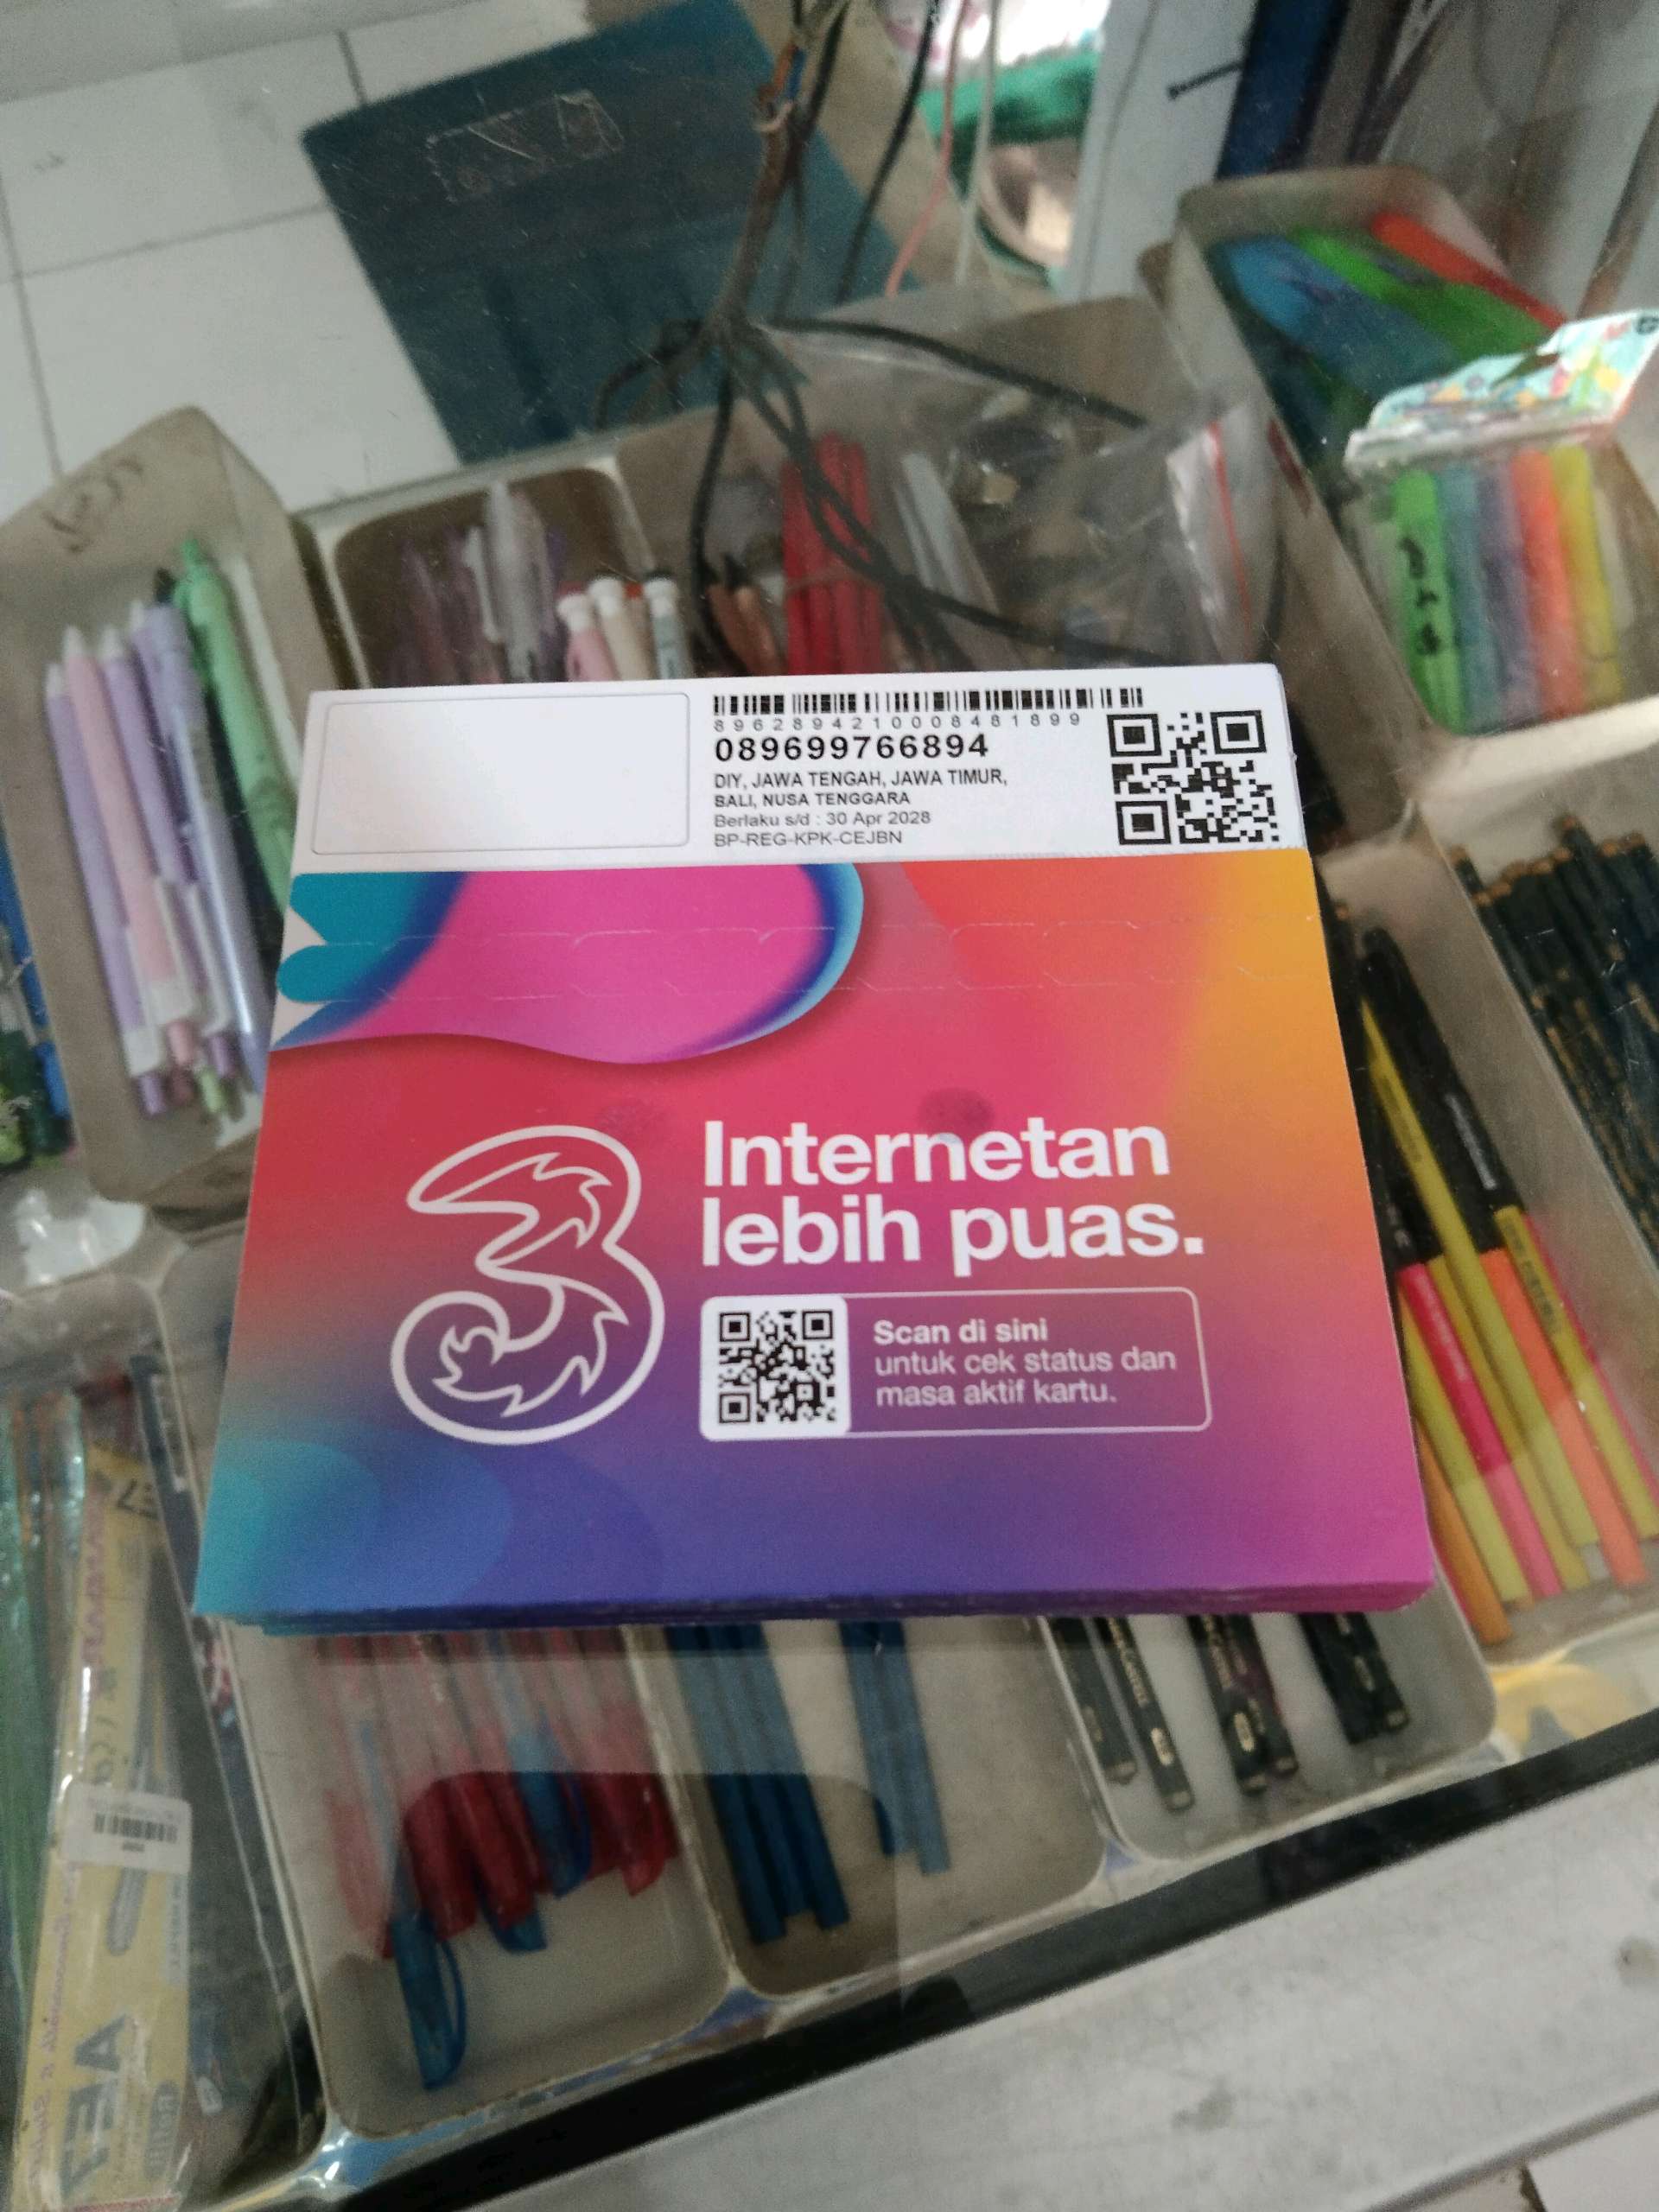 8962894210008481899
089699766894
DIY, JAWA TENGAH, JAWA TIMUR,
BALI, NUSA TENGGARA
Berlaku s/d : 30 Apr 2028
BP-REG-KPK-CEJBN
3
Internetan
lebih puas.
Scan di sini
untuk cek status dan
masa aktif kartu.